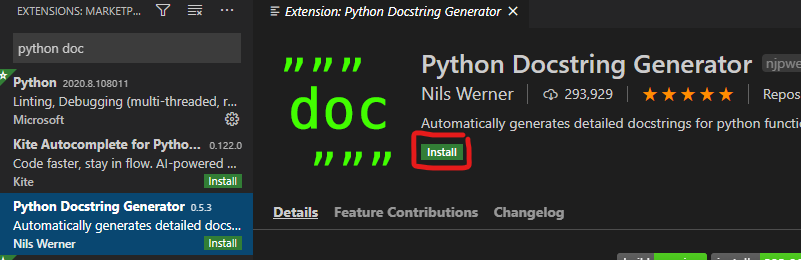 EXTENSIONS: MARKETP...
python doc
Python 2020.8.108011
Linting, Debugging (multi-threaded, r...
Microsoft
Kite Autocomplete for Pytho... 0.122.0
Code faster, stay in flow. AI-powered ...
Kite Install
Python Docstring Generator 0.5.3
Automatically generates detailed docs...
Nils Werner Install
Extension: Python Docstring Generator
"""
doc
"""
Python Docstring Generator njpwe
Nils Werner 293,929 Repos
Automatically generates detailed docstrings for python functio
Install
Details Feature Contributions Changelog